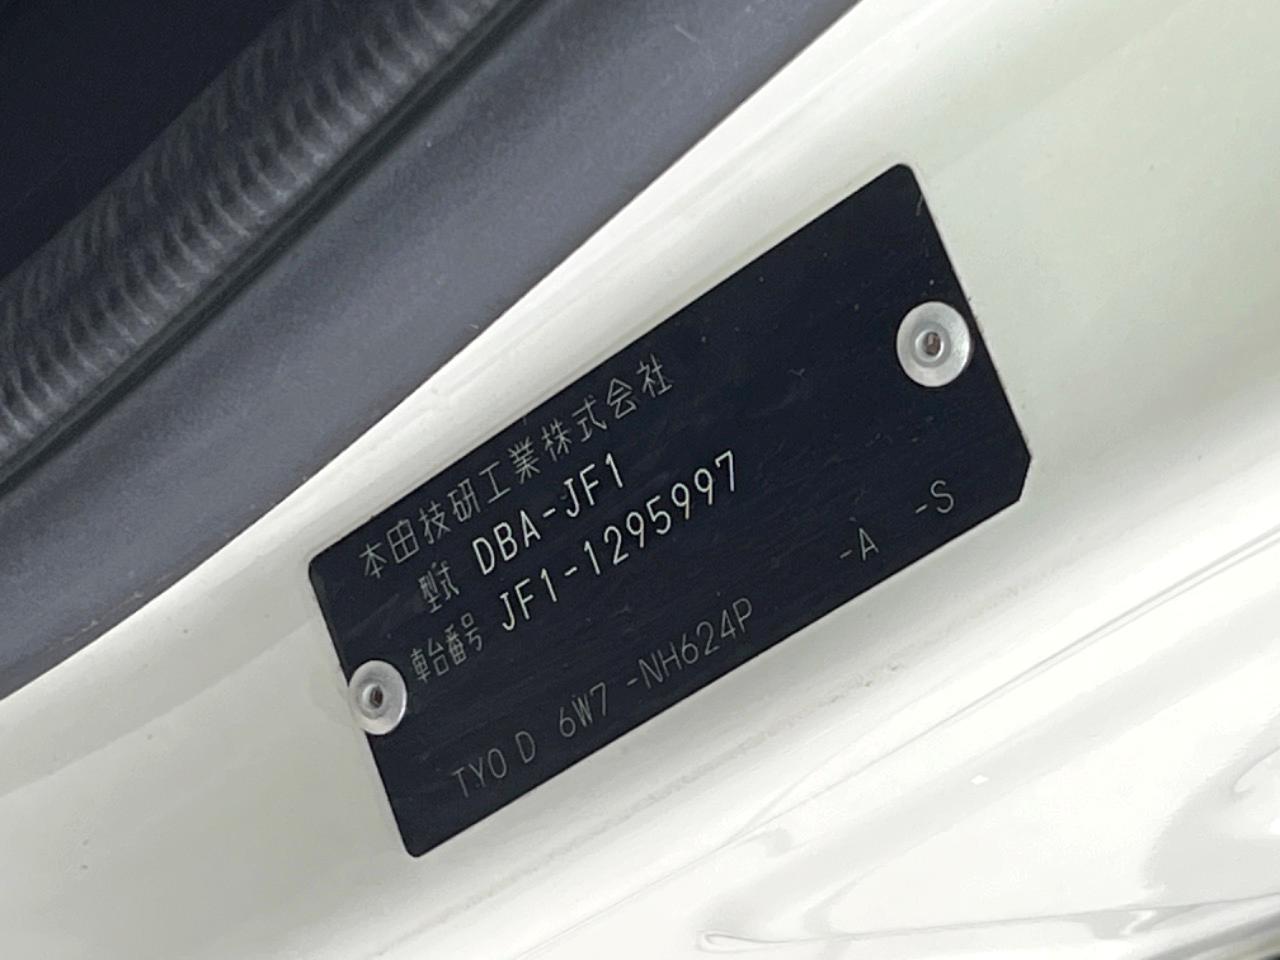 本田技研工業株式会社
型式 DBA-JF1
車台番号 JF1-1295997
TY0 D 6W7 -NH624P -A -S